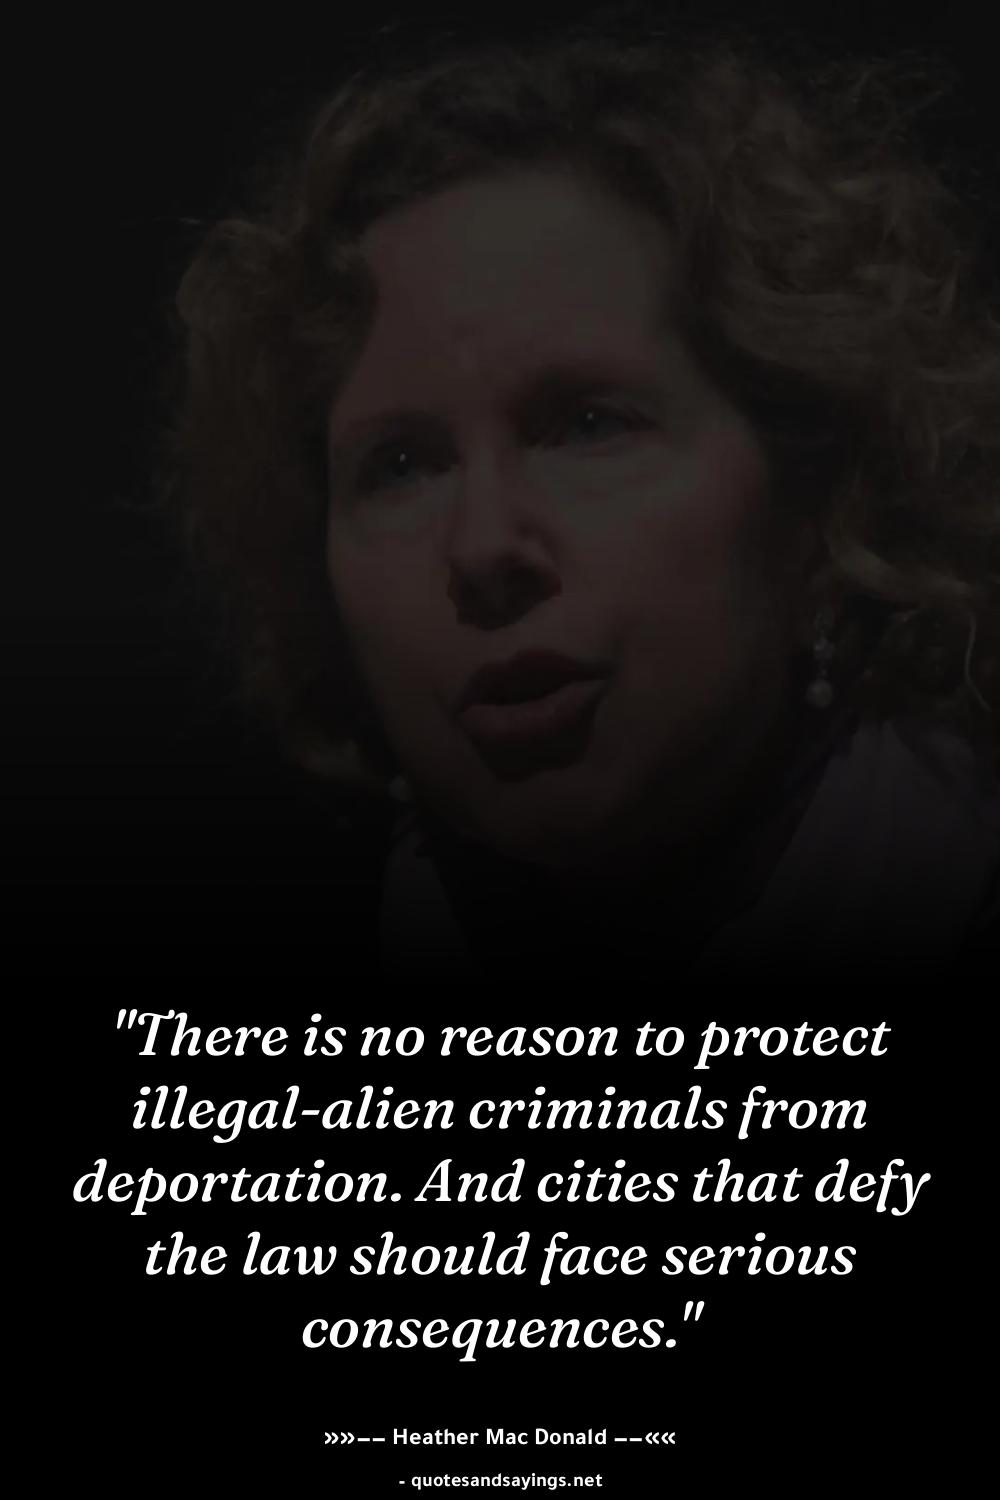 "There is no reason to protect
illegal-alien criminals from
deportation. And cities that defy
the law should face serious
consequences."
»»–– Heather Mac Donald ––««
- quotesandsayings.net